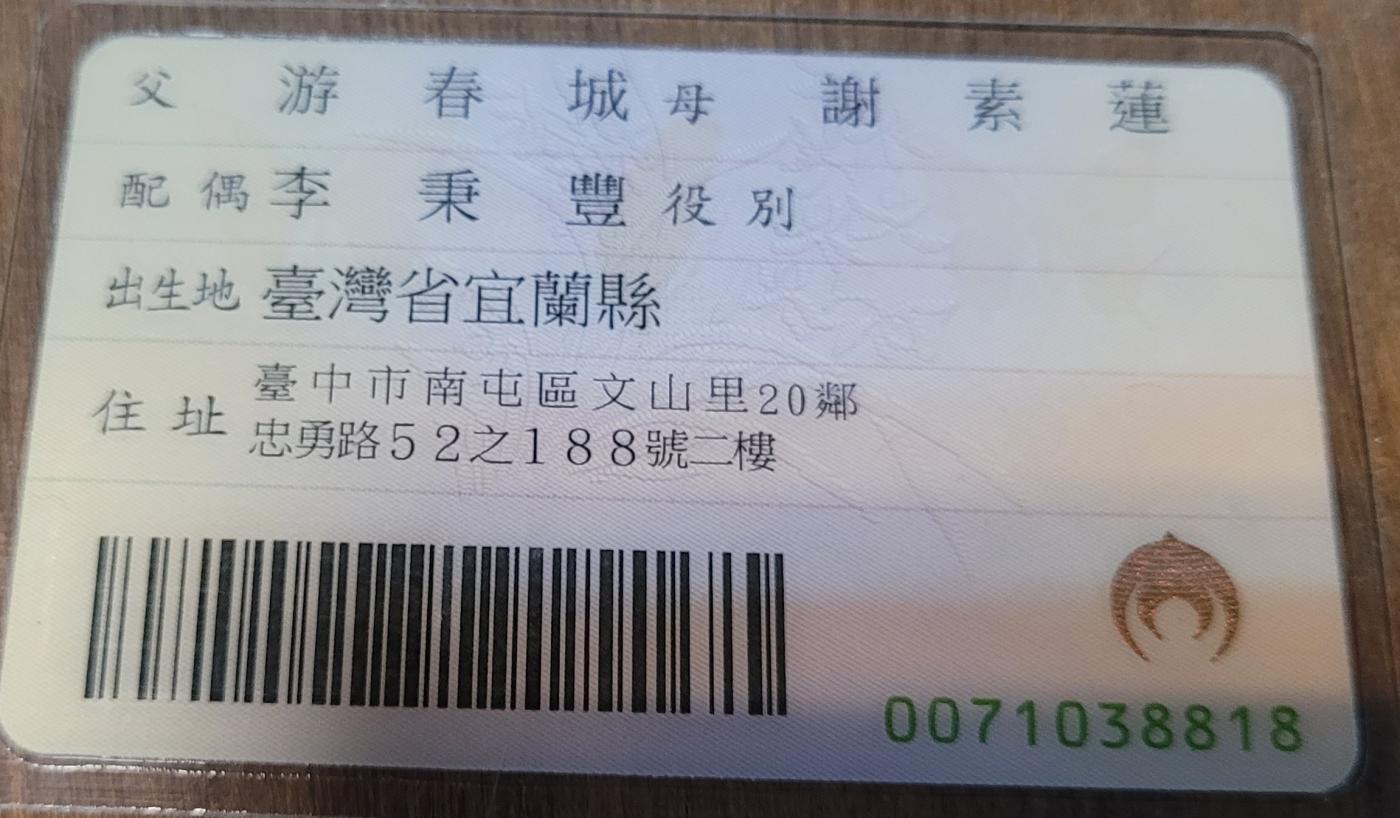 父 游春城 母 謝素蓮
配偶 李秉豐 役別
出生地 臺灣省宜蘭縣
住址 臺中市南屯區文山里20鄰
忠勇路52之188號二樓
0071038818